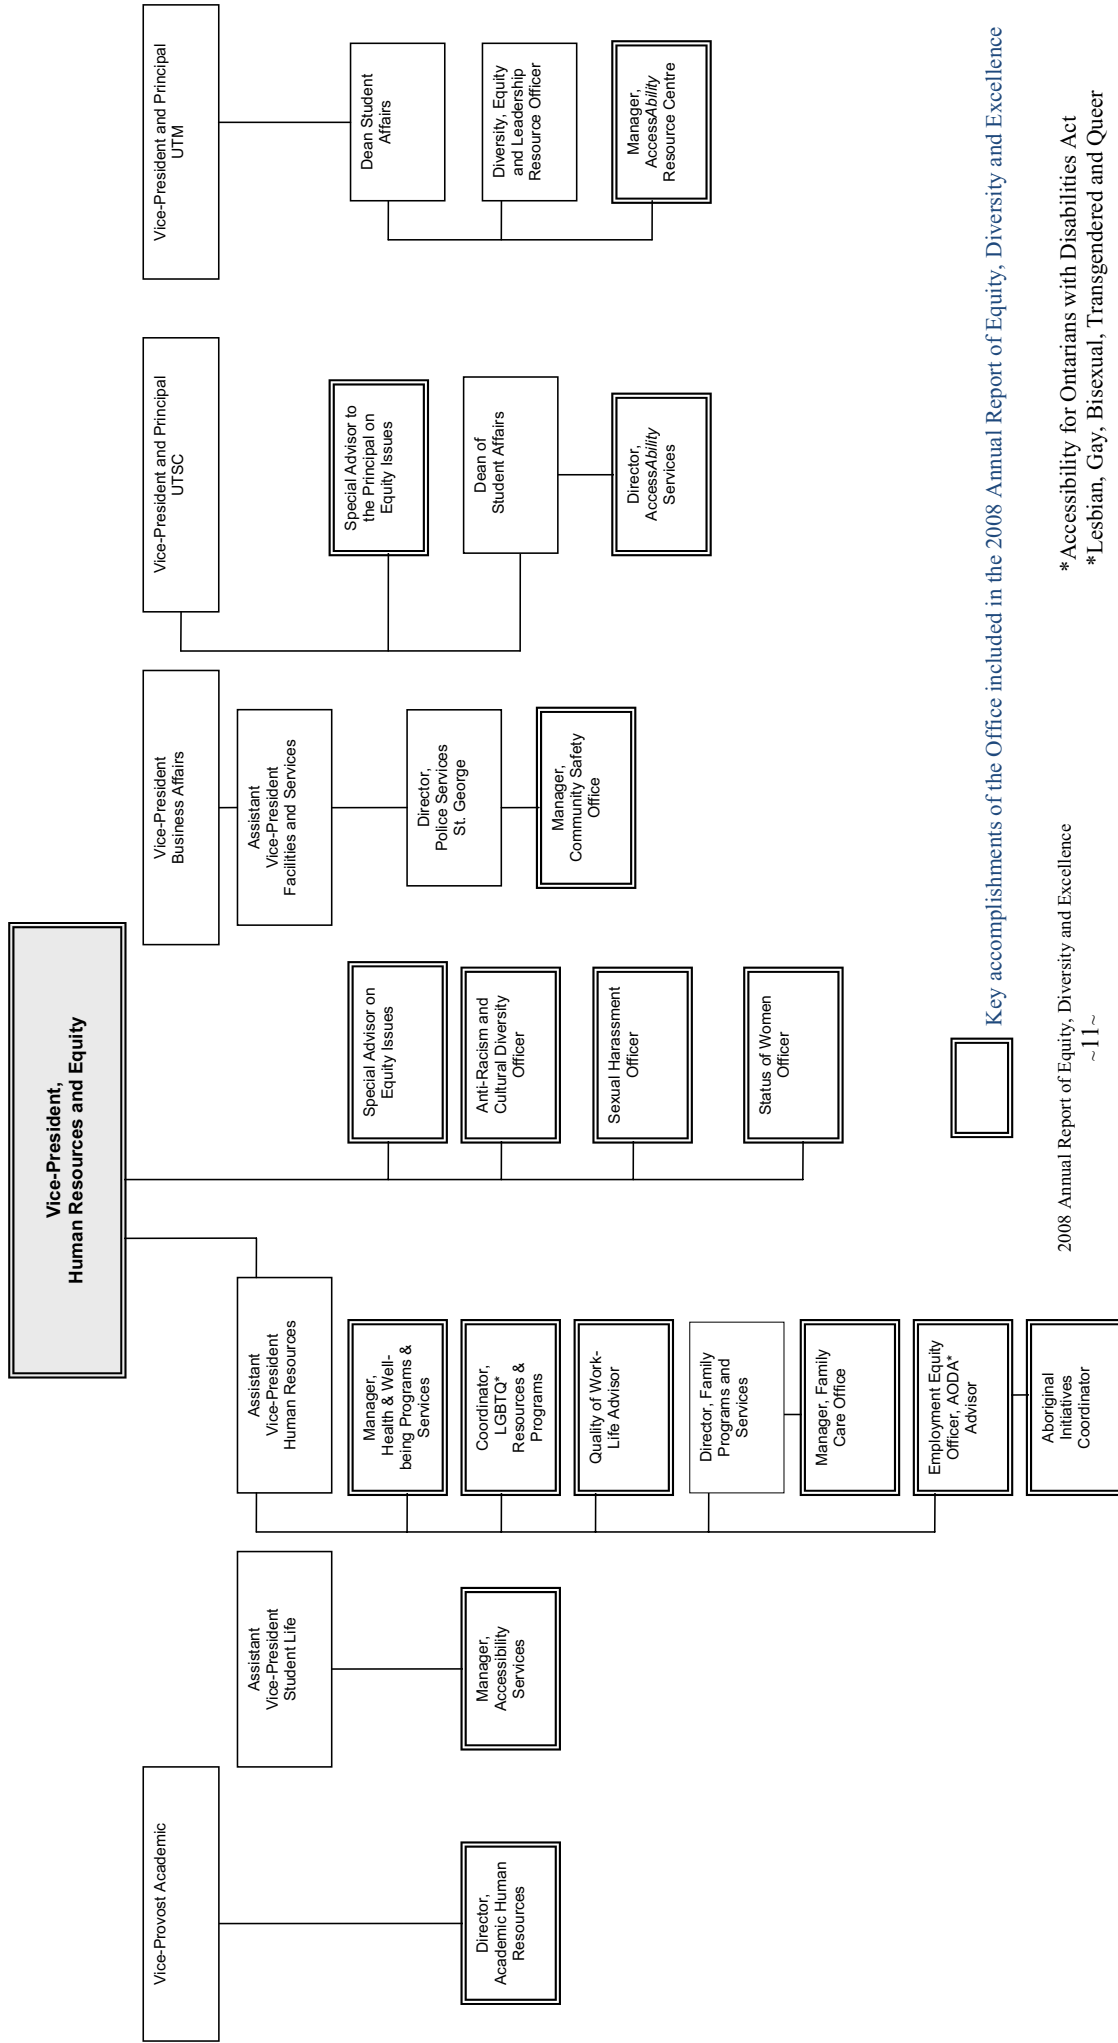 Vice-President,
Human Resources and Equity
Vice-Provost Academic
Director,
Academic Human
Resources
Assistant
Vice-President
Student Life
Manager,
Accessibility
Services
Assistant
Vice-President
Human Resources
Manager,
Health & Well-
being Programs &
Services
Coordinator,
LGBTQ*
Resources &
Programs
Quality of Work-
Life Advisor
Director, Family
Programs and
Services
Manager, Family
Care Office
Employment Equity
Officer, AODA*
Advisor
Aboriginal
Initiatives
Coordinator
Special Advisor on
Equity Issues
Anti-Racism and
Cultural Diversity
Officer
Sexual Harassment
Officer
Status of Women
Officer
Vice-President
Business Affairs
Assistant
Vice-President
Facilities and Services
Director,
Police Services
St. George
Manager,
Community Safety
Office
Vice-President and Principal
UTSC
Special Advisor to
the Principal on
Equity Issues
Dean of
Student Affairs
Director,
AccessAbility
Services
Vice-President and Principal
UTM
Dean Student
Affairs
Diversity, Equity
and Leadership
Resource Officer
Manager,
AccessAbility
Resource Centre
Key accomplishments of the Office included in the 2008 Annual Report of Equity, Diversity and Excellence
*Accessibility for Ontarians with Disabilities Act
*Lesbian, Gay, Bisexual, Transgendered and Queer
2008 Annual Report of Equity, Diversity and Excellence
~11~